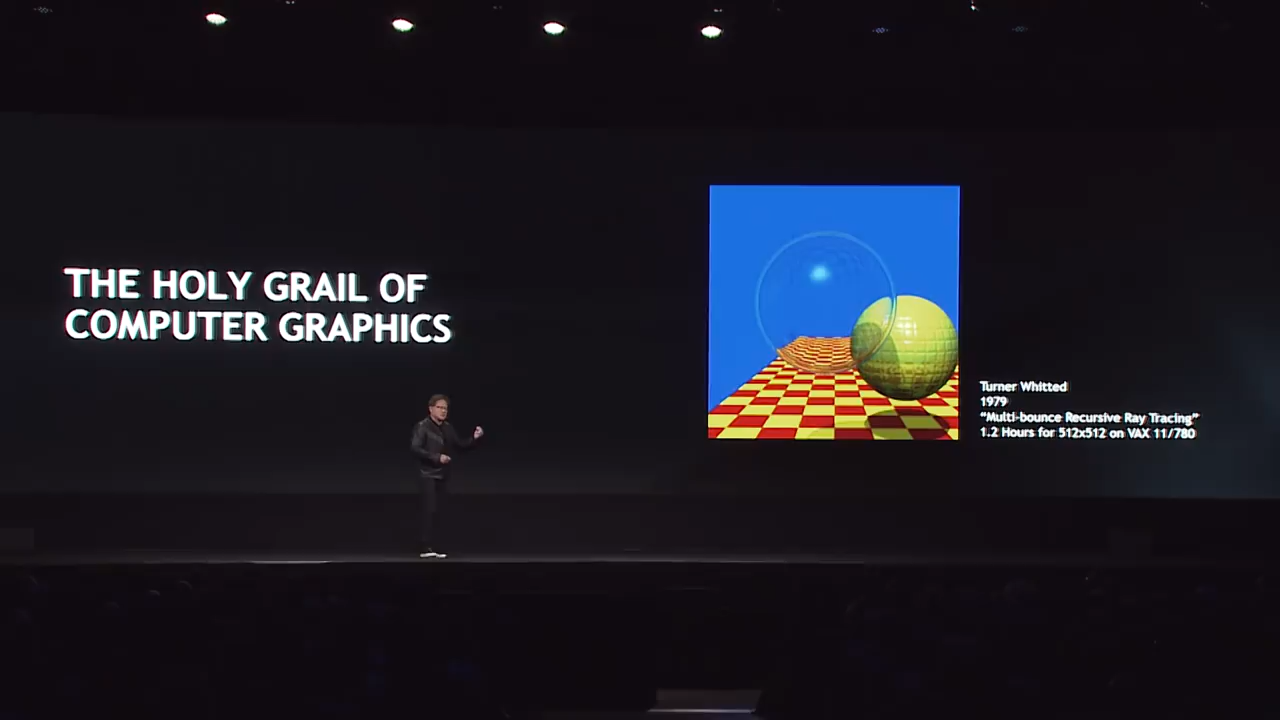 THE HOLY GRAIL OF
COMPUTER GRAPHICS
Turner Whitted
1979
“Multi-bounce Recursive Ray Tracing”
1.2 Hours for 512x512 on VAX 11/780